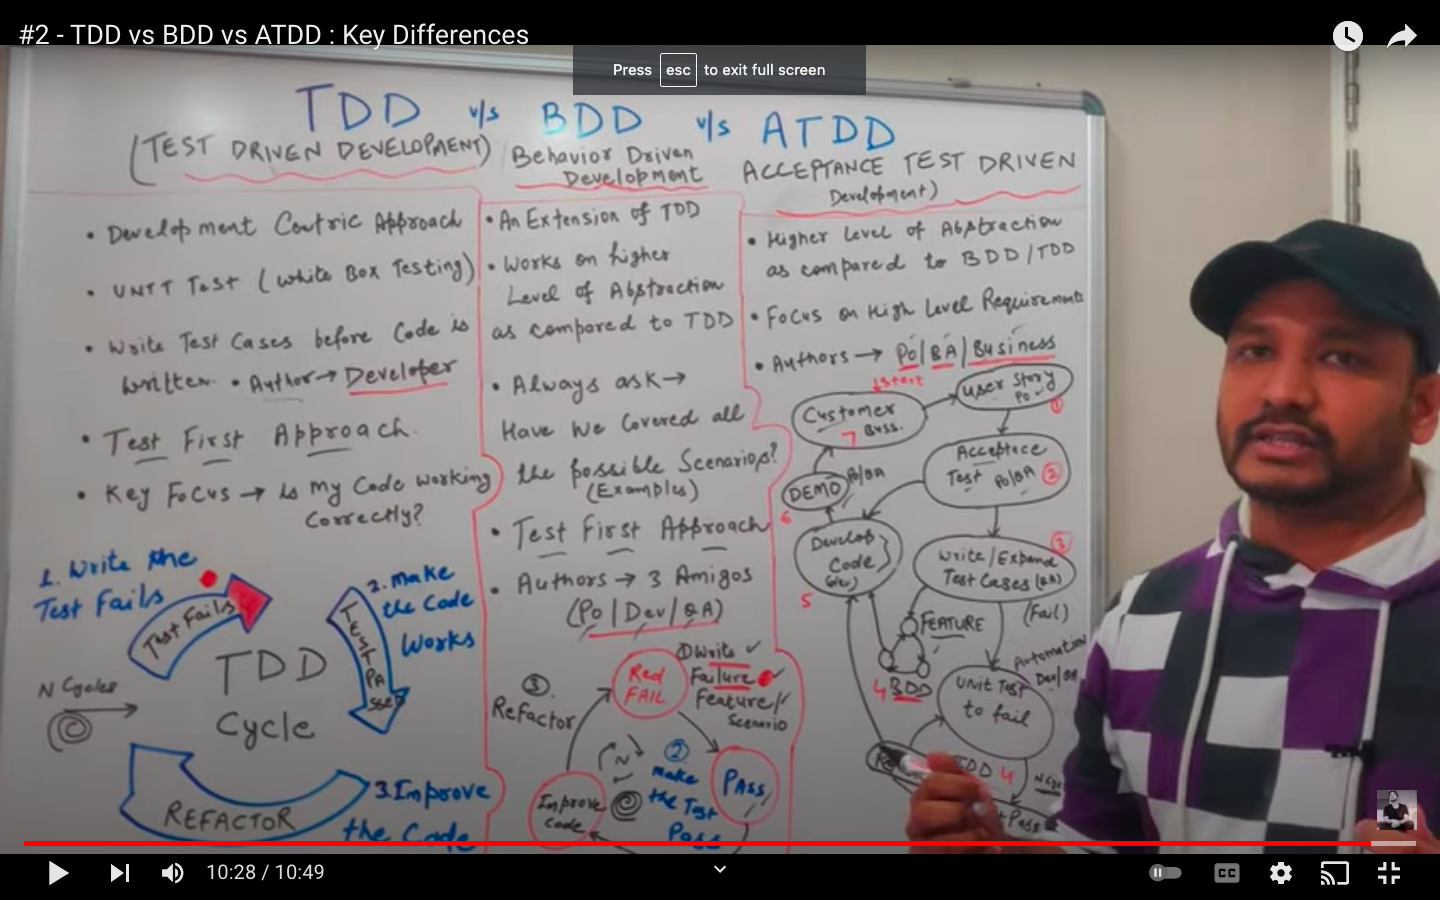 #2 - TDD vs BDD vs ATDD : Key Differences
Press esc to exit full screen
TDD v/s BDD v/s ATDD
(TEST DRIVEN DEVELOPMENT)
Behavior Driven
Development
ACCEPTANCE TEST DRIVEN
Development)
• Development Centric Approach
• UNIT Test (White Box Testing)
• Write Test Cases before Code is
written. • Author → Developer
• Test First Approach.
• Key Focus → Is My Code working
Correctly?
1. Write the
Test Fails
Test Fails
2. Make
the Code
Works
TEST PASSED
TDD
Cycle
N Cycles
REFACTOR
3. Improve
the Code
• An Extension of TDD
• Works on higher
Level of Abstraction
as compared to TDD
• Always ask →
Have We Covered all
the possible Scenarios?
(Examples)
• Test First Approach
• Authors → 3 Amigos
(Po/Dev/QA)
① Write ✓
Failure
Feature/
Scenario
Red
FAIL
③
Refactor
N
②
Make
the Test
Pass
PASS
Improve
Code
• Higher Level of Abstraction
as compared to BDD/TDD
• Focus on High Level Requirements
• Authors → Po/BA/Business
↓Start
Customer
7 Buss.
User Story
Po
①
Acceptace
Test Po/BA ②
DEMO
6
Develop
Code
(Dev)
5
③
Write/Expand
Test Cases (QA)
(Fail)
FEATURE
4 BDD
Automation
Dev/QA
Unit Test
to fail
TDD 4
Pass
10:28 / 10:49
CC